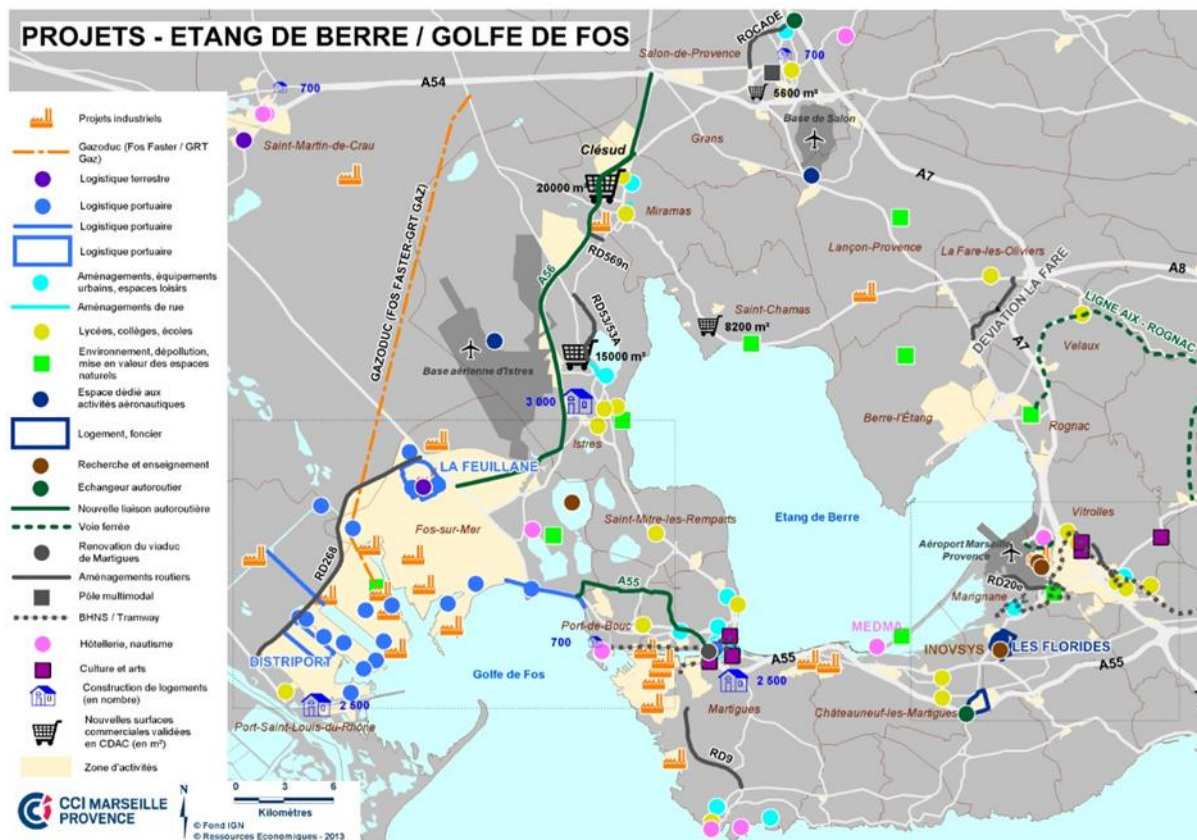 PROJETS - ETANG DE BERRE / GOLFE DE FOS
Projets industriels
Gazoduc (Fos Faster / GRT
Gaz)
Logistique terrestre
Logistique portuaire
Logistique portuaire
Logistique portuaire
Aménagements, équipements
urbains, espaces loisirs
Aménagements de rue
Lycées, collèges, écoles
Environnement, dépollution,
mise en valeur des espaces
naturels
Espace dédié aux
activités aéronautiques
Logement, foncier
Recherche et enseignement
Echangeur autoroutier
Nouvelle liaison autoroutière
Voie ferrée
Renovation du viaduc
de Martigues
Aménagements routiers
Pôle multimodal
BHNS / Tramway
Hôtellerie, nautisme
Culture et arts
Construction de logements
(en nombre)
Nouvelles surfaces
commerciales validées
en CDAC (en m²)
Zone d'activités
CCI MARSEILLE
PROVENCE
N
0 3 6
Kilomètres
© Fond IGN
© Ressources Economiques - 2013
700
A54
Saint-Martin-de-Crau
GAZODUC (FOS FASTER-GRT GAZ)
Salon-de-Provence
ROCADE
700
5600 m²
Base de Salon
Grans
Clésud
20000 m²
Miramas
RD569n
A56
RD53/53A
A7
Lançon-Provence
La Fare-les-Oliviers
A8
DEVIATION LA FARE
LIGNE AIX - ROGNAC
A7
Velaux
Saint-Chamas
8200 m²
15000 m²
Base aérienne d'Istres
3 000
Istres
Berre-l'Étang
Rognac
LA FEUILLANE
Fos-sur-Mer
Saint-Mitre-les-Remparts
Etang de Berre
Vitrolles
Aéroport Marseille
Provence
RD268
RD20e
Marignane
A55
Port-de-Bouc
700
MEDMA
INOVSYS
LES FLORIDES
DISTRIPORT
Golfe de Fos
A55
A55
2 500
Martigues
Châteauneuf-les-Martigues
2 500
Port-Saint-Louis-du-Rhône
RD9